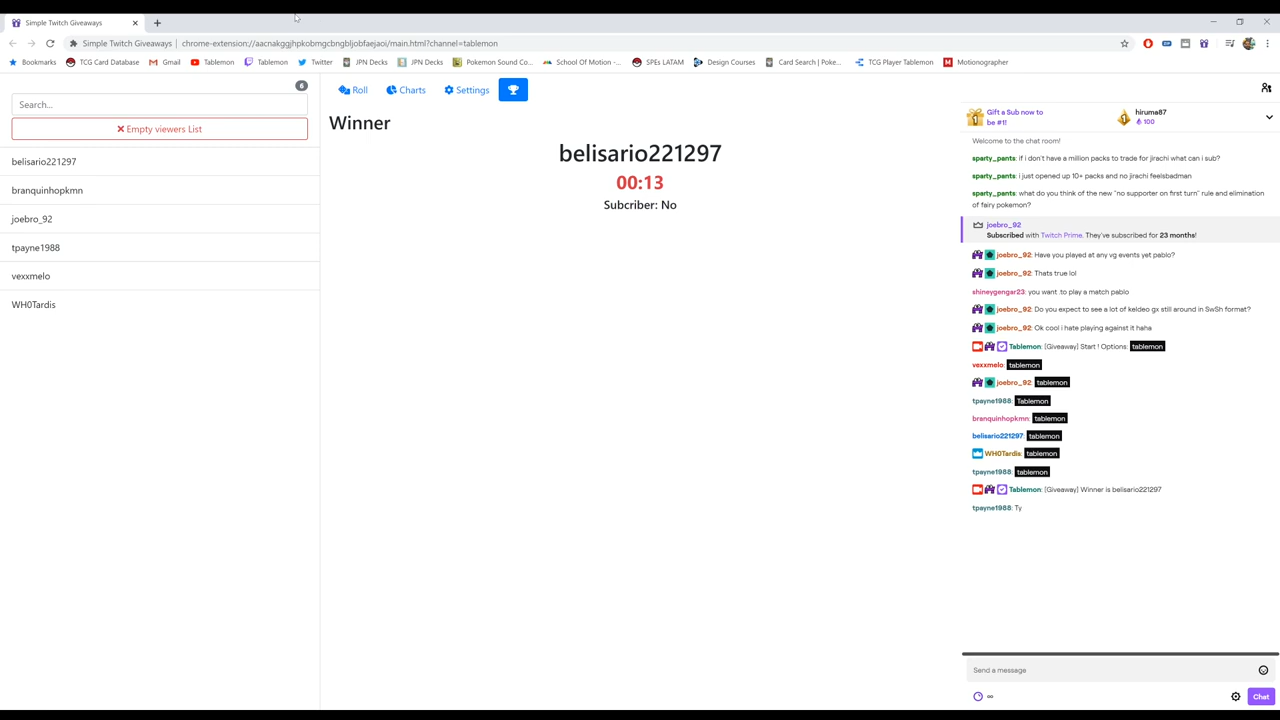 Simple Twitch Giveaways
Simple Twitch Giveaways | chrome-extension://aacnakggjhpkobmgcbngbljobfaejaoi/main.html?channel=tablemon
Bookmarks TCG Card Database Gmail Tablemon Tablemon Twitter JPN Decks JPN Decks Pokemon Sound Co... School Of Motion -... SPEs LATAM Design Courses Card Search | Poke... TCG Player Tablemon Motionographer
6
Search...
Empty viewers List
belisario221297
branquinhopkmn
joebro_92
tpayne1988
vexxmelo
WH0Tardis
Roll Charts Settings
Winner
belisario221297
00:13
Subcriber: No
Gift a Sub now to
be #1!
hiruma87
100
Welcome to the chat room!
sparty_pants: if i don't have a million packs to trade for jirachi what can i sub?
sparty_pants: i just opened up 10+ packs and no jirachi feelsbadman
sparty_pants: what do you think of the new "no supporter on first turn" rule and elimination
of fairy pokemon?
joebro_92
Subscribed with Twitch Prime. They've subscribed for 23 months!
joebro_92: Have you played at any vg events yet pablo?
joebro_92: Thats true lol
shineygengar23: you want .to play a match pablo
joebro_92: Do you expect to see a lot of keldeo gx still around in SwSh format?
joebro_92: Ok cool i hate playing against it haha
Tablemon: [Giveaway] Start ! Options: tablemon
vexxmelo: tablemon
joebro_92: tablemon
tpayne1988: Tablemon
branquinhopkmn: tablemon
belisario221297: tablemon
WH0Tardis: tablemon
tpayne1988: tablemon
Tablemon: [Giveaway] Winner is belisario221297
tpayne1988: Ty
Send a message
∞
Chat